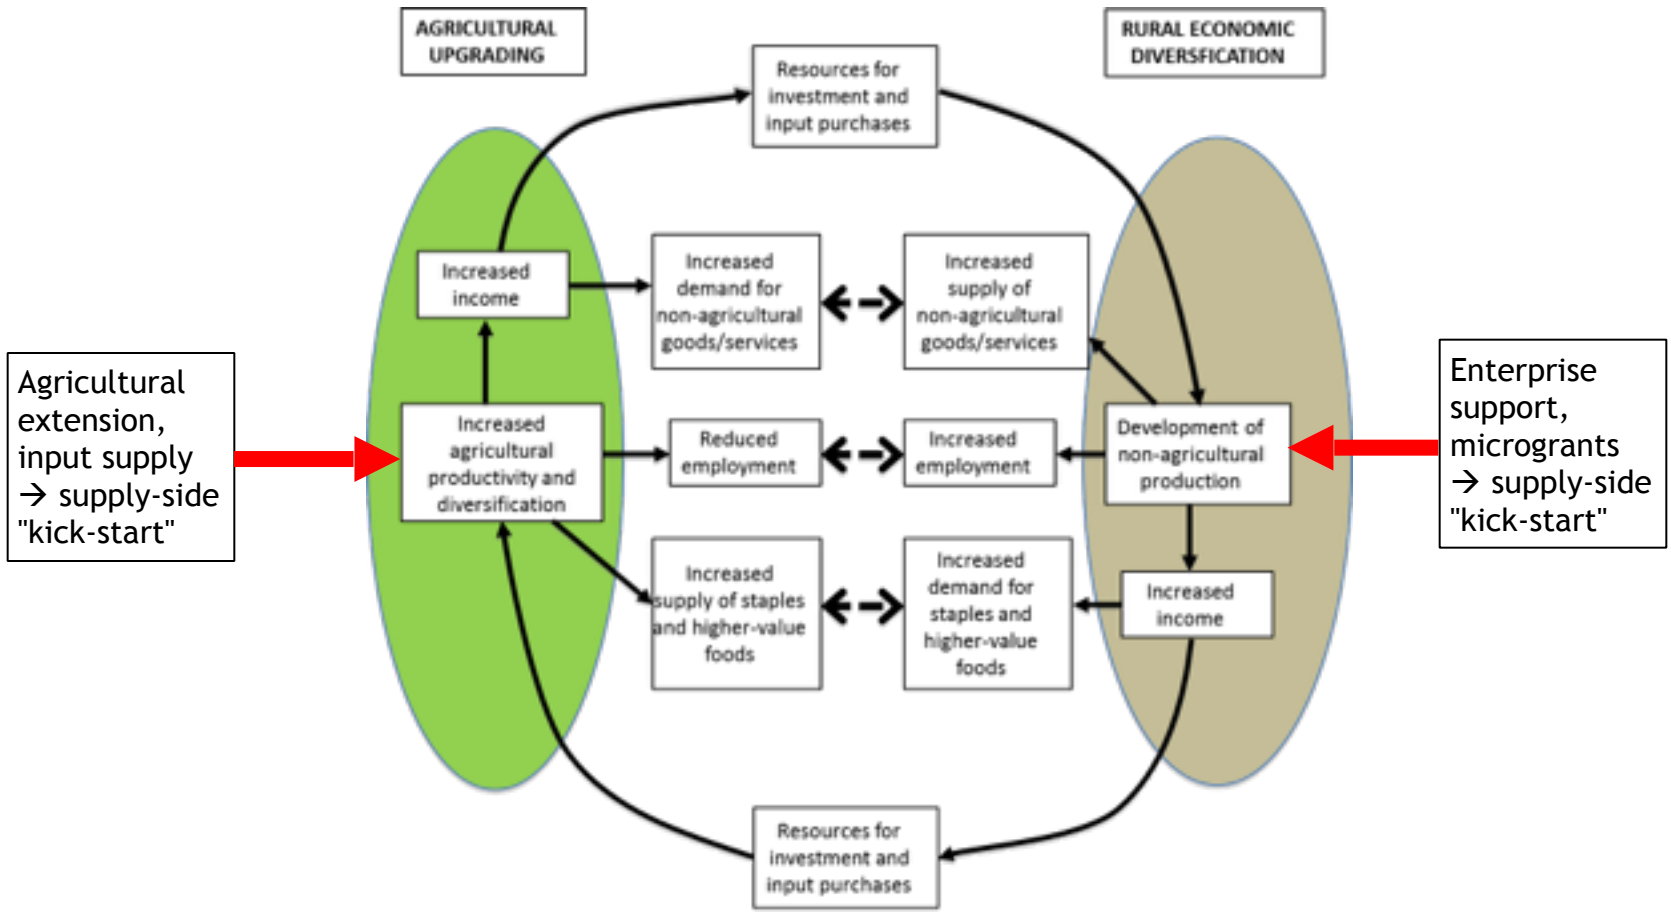 AGRICULTURAL
UPGRADING
RURAL ECONOMIC
DIVERSFICATION
Resources for
investment and
input purchases
Increased
income
Increased
demand for
non-agricultural
goods/services
Increased
supply of
non-agricultural
goods/services
Agricultural
extension,
input supply
→ supply-side
"kick-start"
Increased
agricultural
productivity and
diversification
Reduced
employment
Increased
employment
Development of
non-agricultural
production
Enterprise
support,
microgrants
→ supply-side
"kick-start"
Increased
supply of staples
and higher-value
foods
Increased
demand for
staples and
higher-value
foods
Increased
income
Resources for
investment and
input purchases